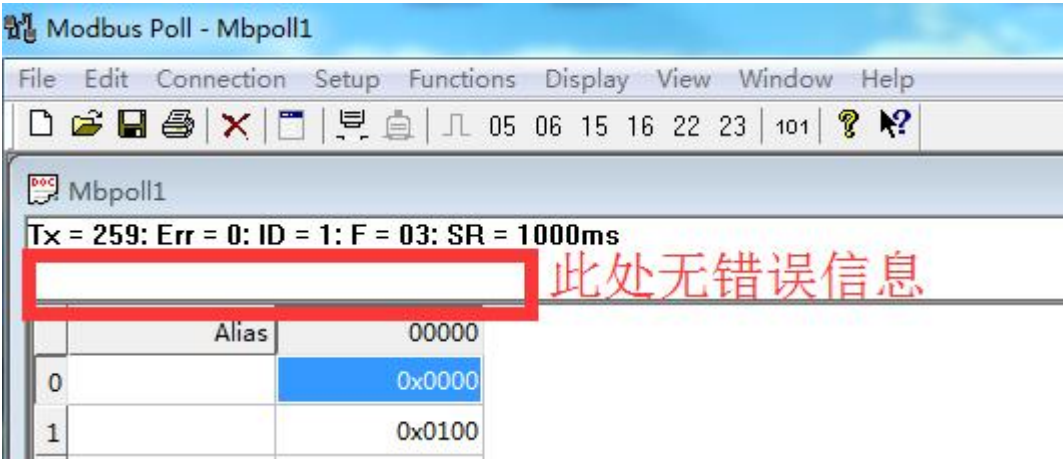 Modbus Poll - Mbpoll1
File Edit Connection Setup Functions Display View Window Help
05 06 15 16 22 23 101
Mbpoll1
Tx = 259: Err = 0: ID = 1: F = 03: SR = 1000ms
此处无错误信息
Alias 00000
0 0x0000
1 0x0100